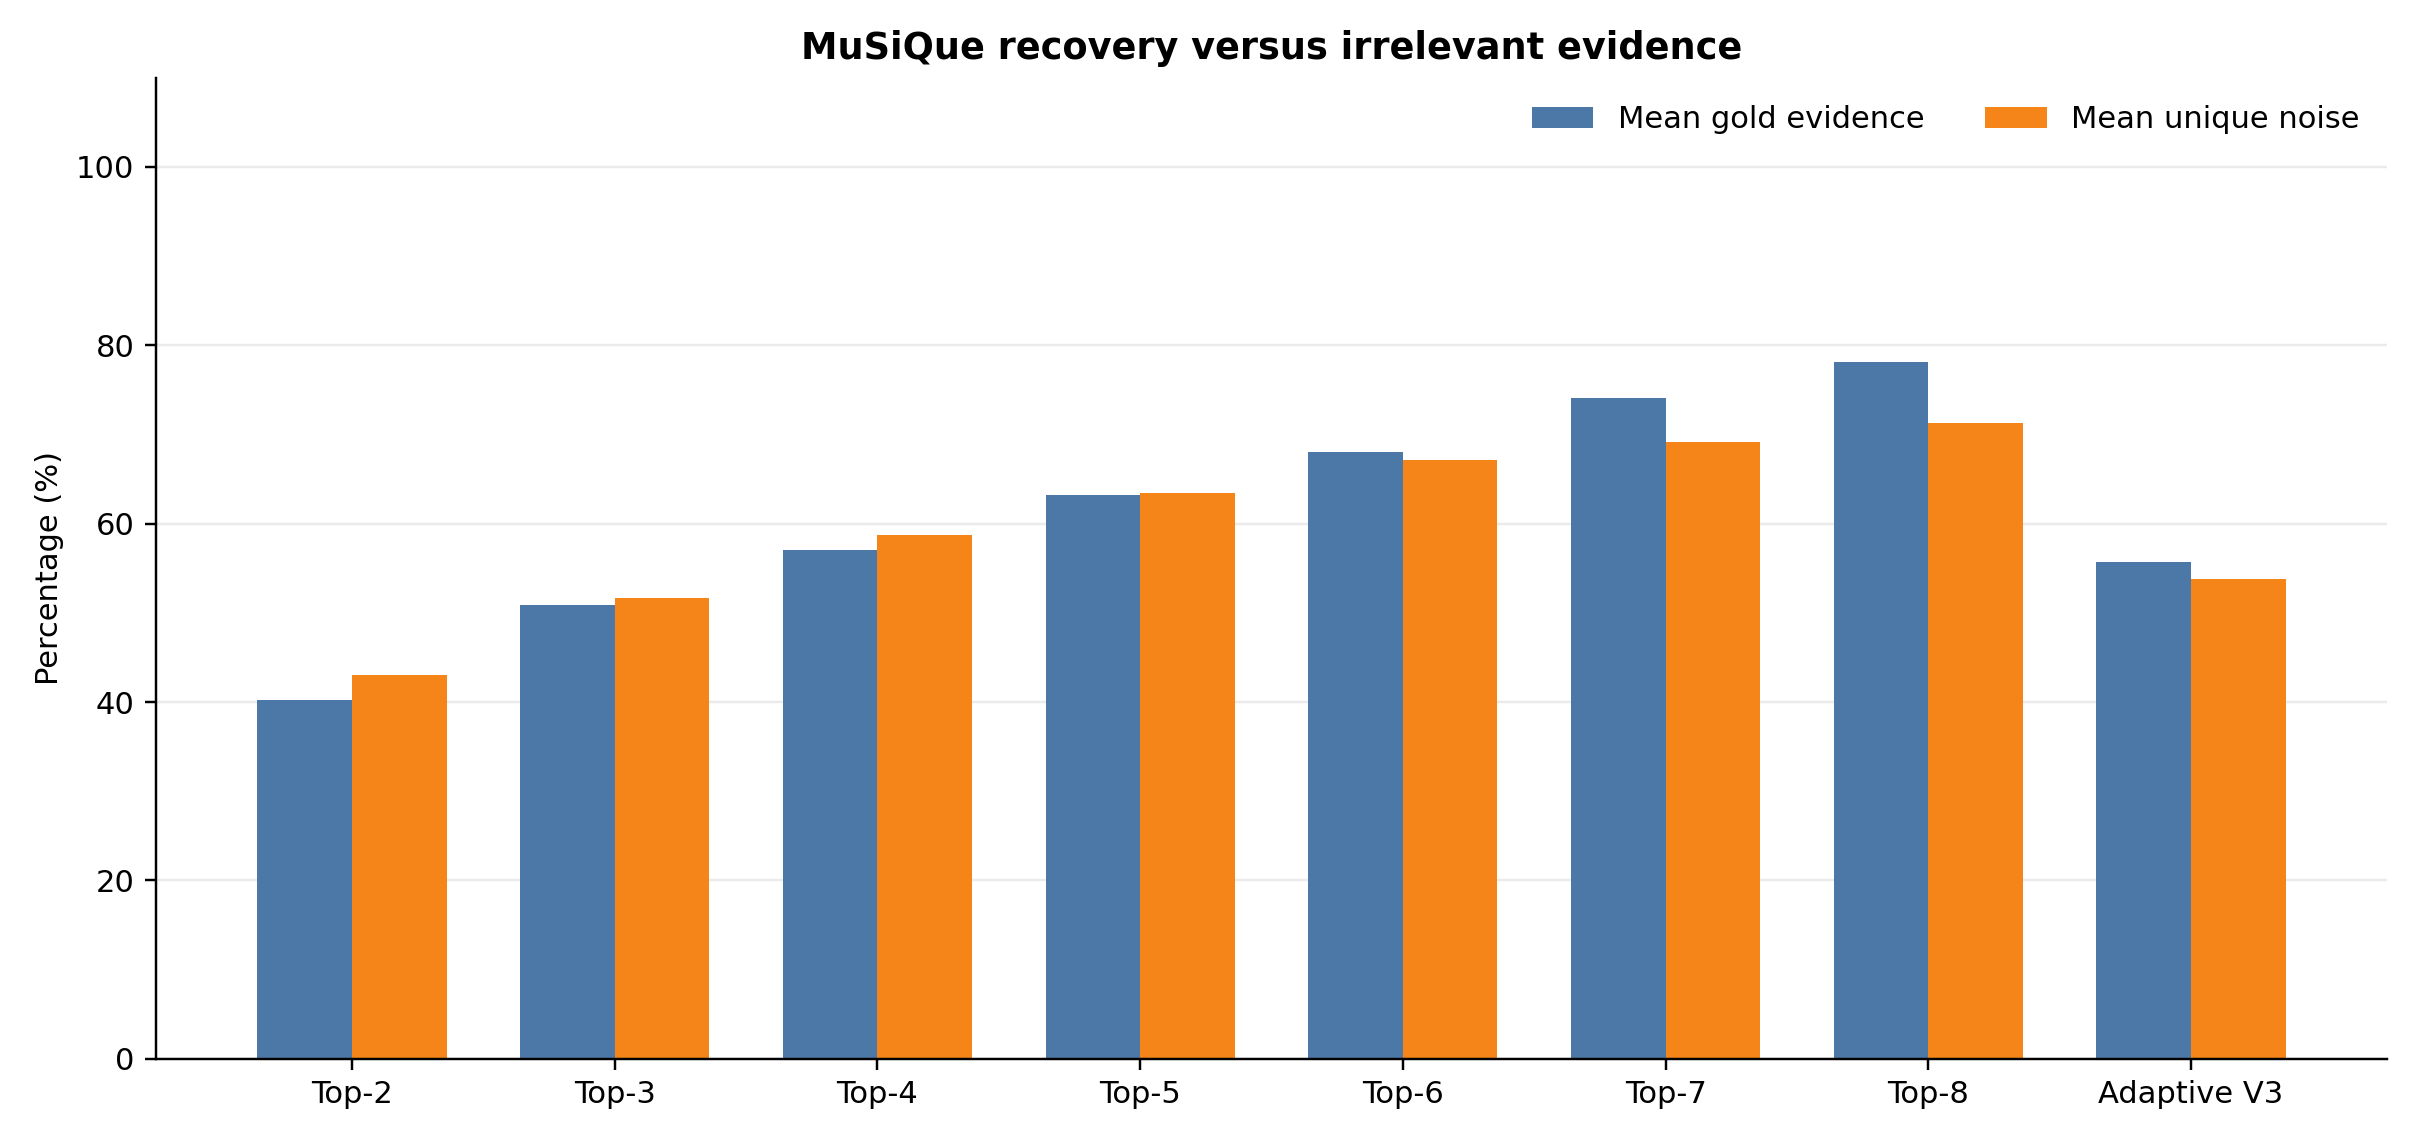 MuSiQue recovery versus irrelevant evidence
Mean gold evidence
Mean unique noise
Percentage (%)
100
80
60
40
20
0
Top-2
Top-3
Top-4
Top-5
Top-6
Top-7
Top-8
Adaptive V3